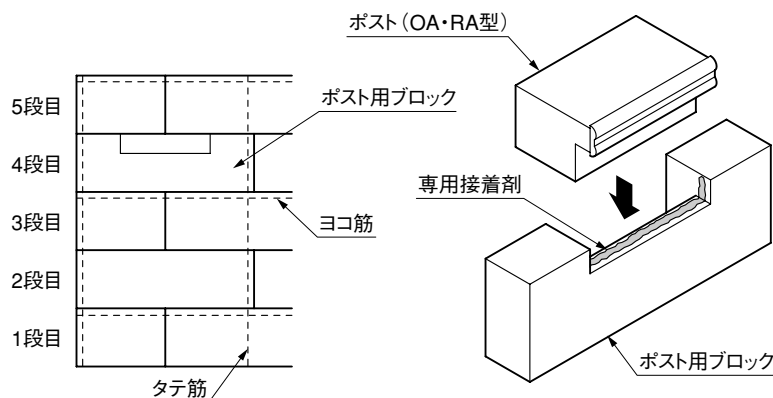 ポスト（OA・RA型）
5段目
ポスト用ブロック
4段目
専用接着剤
3段目
ヨコ筋
2段目
1段目
ポスト用ブロック
タテ筋